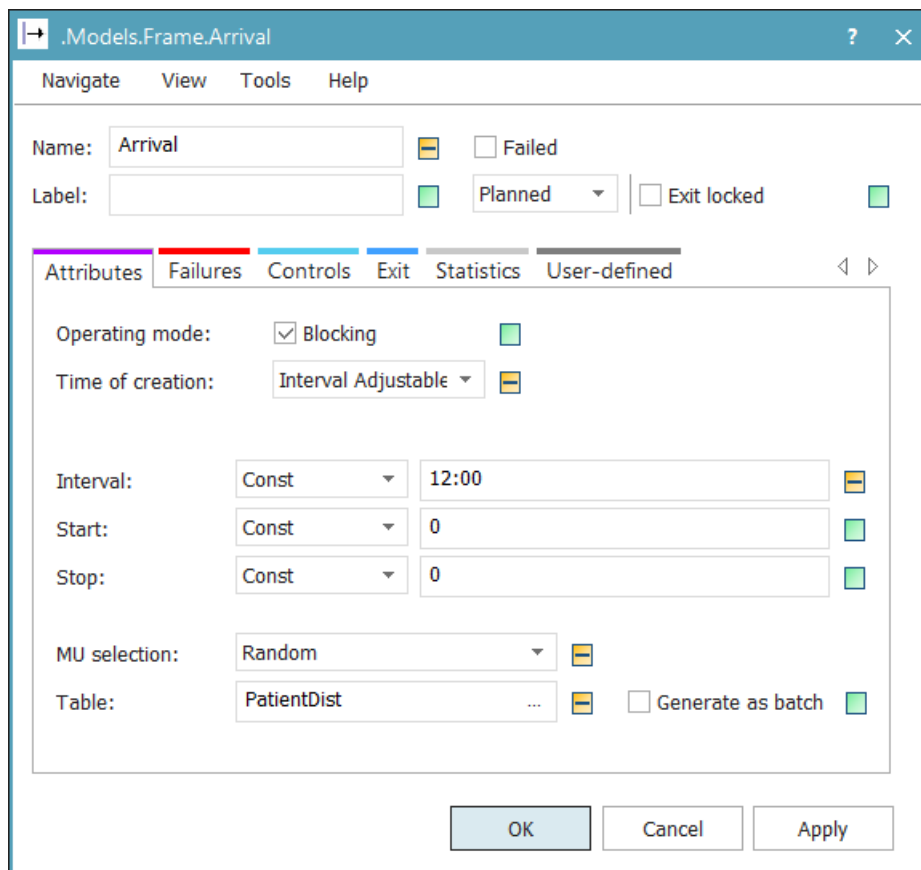 .Models.Frame.Arrival ?
Navigate View Tools Help
Name: Arrival Failed
Label: Planned Exit locked
Attributes Failures Controls Exit Statistics User-defined
Operating mode: Blocking
Time of creation: Interval Adjustable
Interval: Const 12:00
Start: Const 0
Stop: Const 0
MU selection: Random
Table: PatientDist ... Generate as batch
OK Cancel Apply